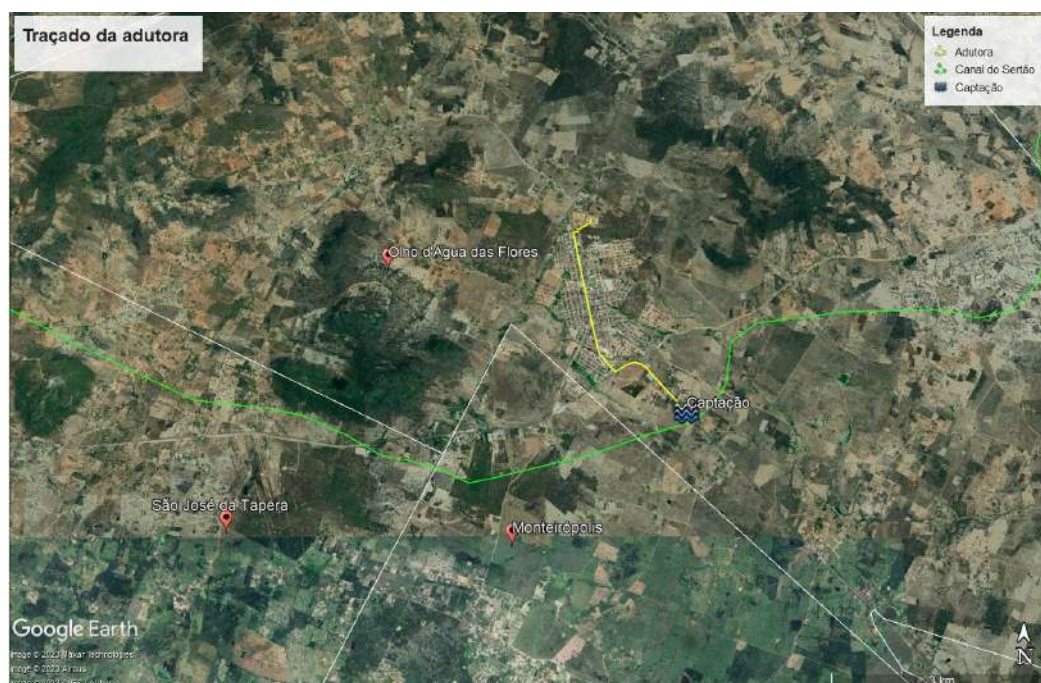 Traçado da adutora
Legenda
Adutora
Canal do Sertão
Captação
Olho d'Água das Flores
Captação
São José da Tapera
Monteirópolis
Google Earth
Image © 2023 Maxar Technologies
Image © 2023 Airbus
N
3 km